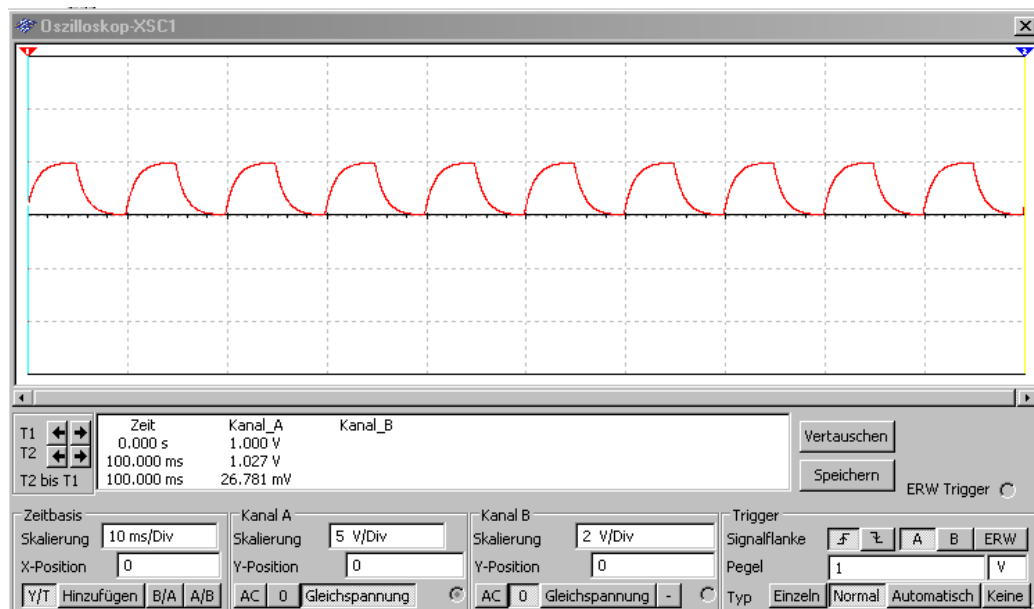 Oszilloskop-XSC1
1
2
Zeit Kanal_A Kanal_B
T1 0.000 s 1.000 V
T2 100.000 ms 1.027 V
T2 bis T1 100.000 ms 26.781 mV
Vertauschen
Speichern
ERW Trigger
Zeitbasis
Skalierung 10 ms/Div
X-Position 0
Y/T Hinzufügen B/A A/B
Kanal A
Skalierung 5 V/Div
Y-Position 0
AC 0 Gleichspannung
Kanal B
Skalierung 2 V/Div
Y-Position 0
AC 0 Gleichspannung -
Trigger
Signalflanke A B ERW
Pegel 1 V
Typ Einzeln Normal Automatisch Keine